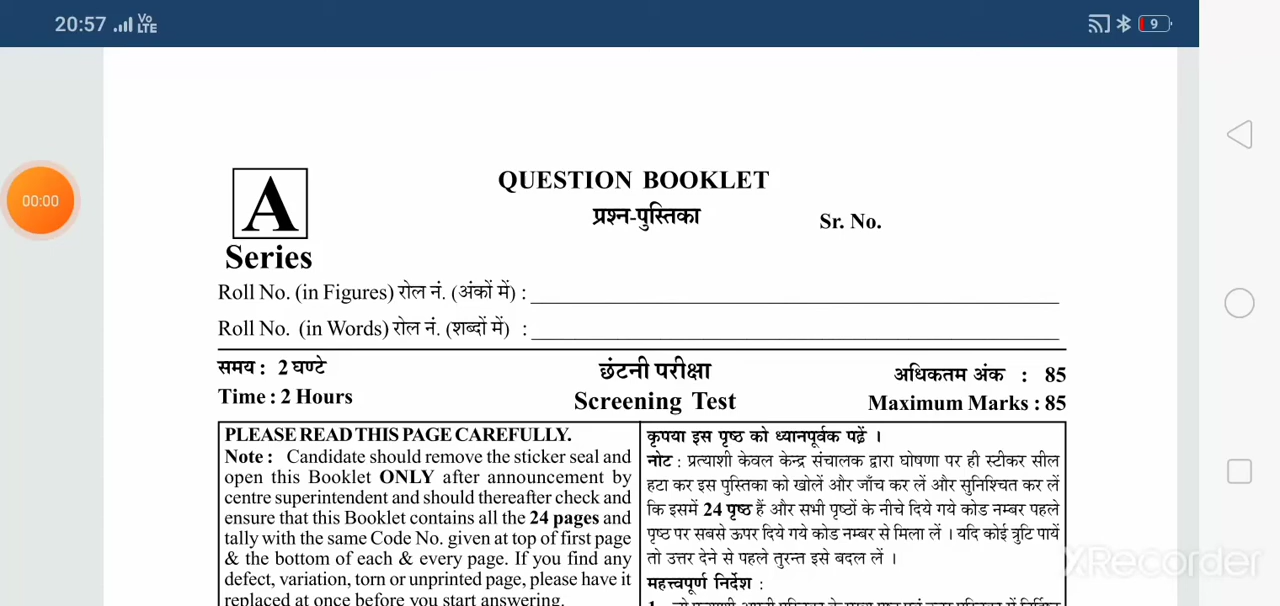 20:57 Vo LTE 9
00:00
A
Series
QUESTION BOOKLET
प्रश्न-पुस्तिका
Sr. No.
Roll No. (in Figures) रोल नं. (अंकों में) :
Roll No. (in Words) रोल नं. (शब्दों में) :
समय : 2 घण्टे
Time : 2 Hours
छंटनी परीक्षा
Screening Test
अधिकतम अंक : 85
Maximum Marks : 85
PLEASE READ THIS PAGE CAREFULLY.
Note : Candidate should remove the sticker seal and
open this Booklet ONLY after announcement by
centre superintendent and should thereafter check and
ensure that this Booklet contains all the 24 pages and
tally with the same Code No. given at top of first page
& the bottom of each & every page. If you find any
defect, variation, torn or unprinted page, please have it
replaced at once before you start answering.
कृपया इस पृष्ठ को ध्यानपूर्वक पढ़ें ।
नोट : प्रत्याशी केवल केन्द्र संचालक द्वारा घोषणा पर ही स्टीकर सील
हटा कर इस पुस्तिका को खोलें और जाँच कर लें और सुनिश्चित कर लें
कि इसमें 24 पृष्ठ हैं और सभी पृष्ठों के नीचे दिये गये कोड नम्बर पहले
पृष्ठ पर सबसे ऊपर दिये गये कोड नम्बर से मिला लें । यदि कोई त्रुटि पायें
तो उत्तर देने से पहले तुरन्त इसे बदल लें ।
महत्त्वपूर्ण निर्देश :
XRecorder